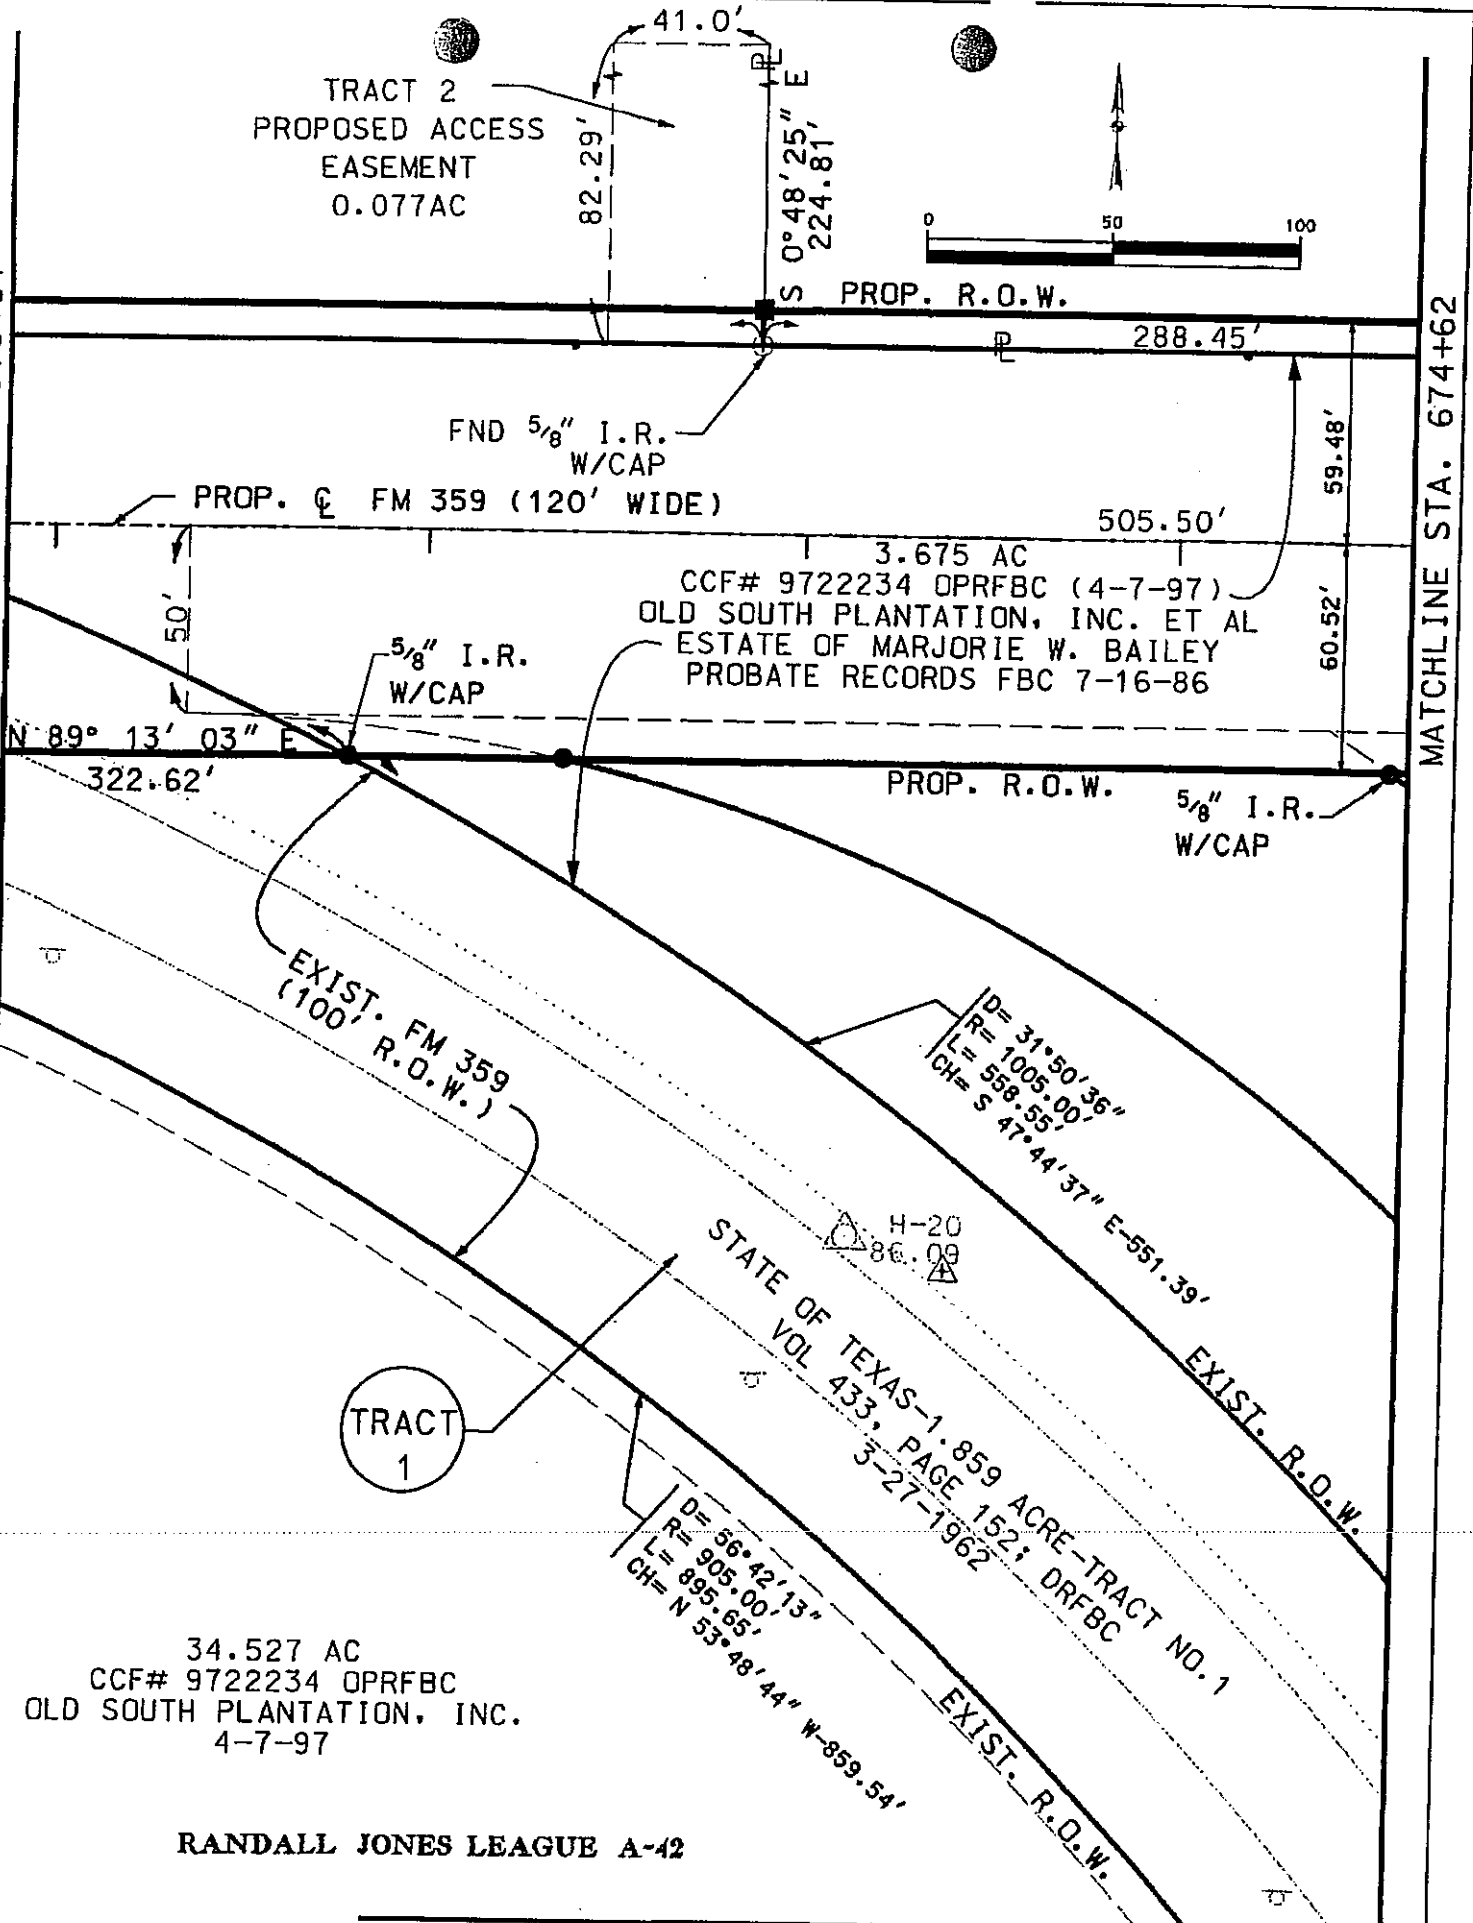 41.0'
TRACT 2
PROPOSED ACCESS
EASEMENT
0.077AC
82.29'
PL
S 0°48'25" E
224.81'
0 50 100
PROP. R.O.W.
PL
288.45'
FND 5/8" I.R.
W/CAP
59.48'
MATCHLINE STA. 674+62
PROP. CL FM 359 (120' WIDE)
505.50'
3.675 AC
CCF# 9722234 OPRFBC (4-7-97)
OLD SOUTH PLANTATION, INC. ET AL
ESTATE OF MARJORIE W. BAILEY
PROBATE RECORDS FBC 7-16-86
50'
60.52'
5/8" I.R.
W/CAP
N 89° 13' 03" E
322.62'
PROP. R.O.W.
5/8" I.R.
W/CAP
EXIST. FM 359
(100' R.O.W.)
D= 31°50'36"
R= 1005.00'
L= 558.55'
CH= S 47°44'37" E-551.39'
H-20
86.09
STATE OF TEXAS-1.859 ACRE-TRACT NO.1
VOL 433, PAGE 152; DRFBC
3-27-1962
EXIST. R.O.W.
TRACT
1
D= 56°42'13"
R= 905.00'
L= 895.65'
CH= N 53°48'44" W-859.54'
EXIST. R.O.W.
34.527 AC
CCF# 9722234 OPRFBC
OLD SOUTH PLANTATION, INC.
4-7-97
RANDALL JONES LEAGUE A-42